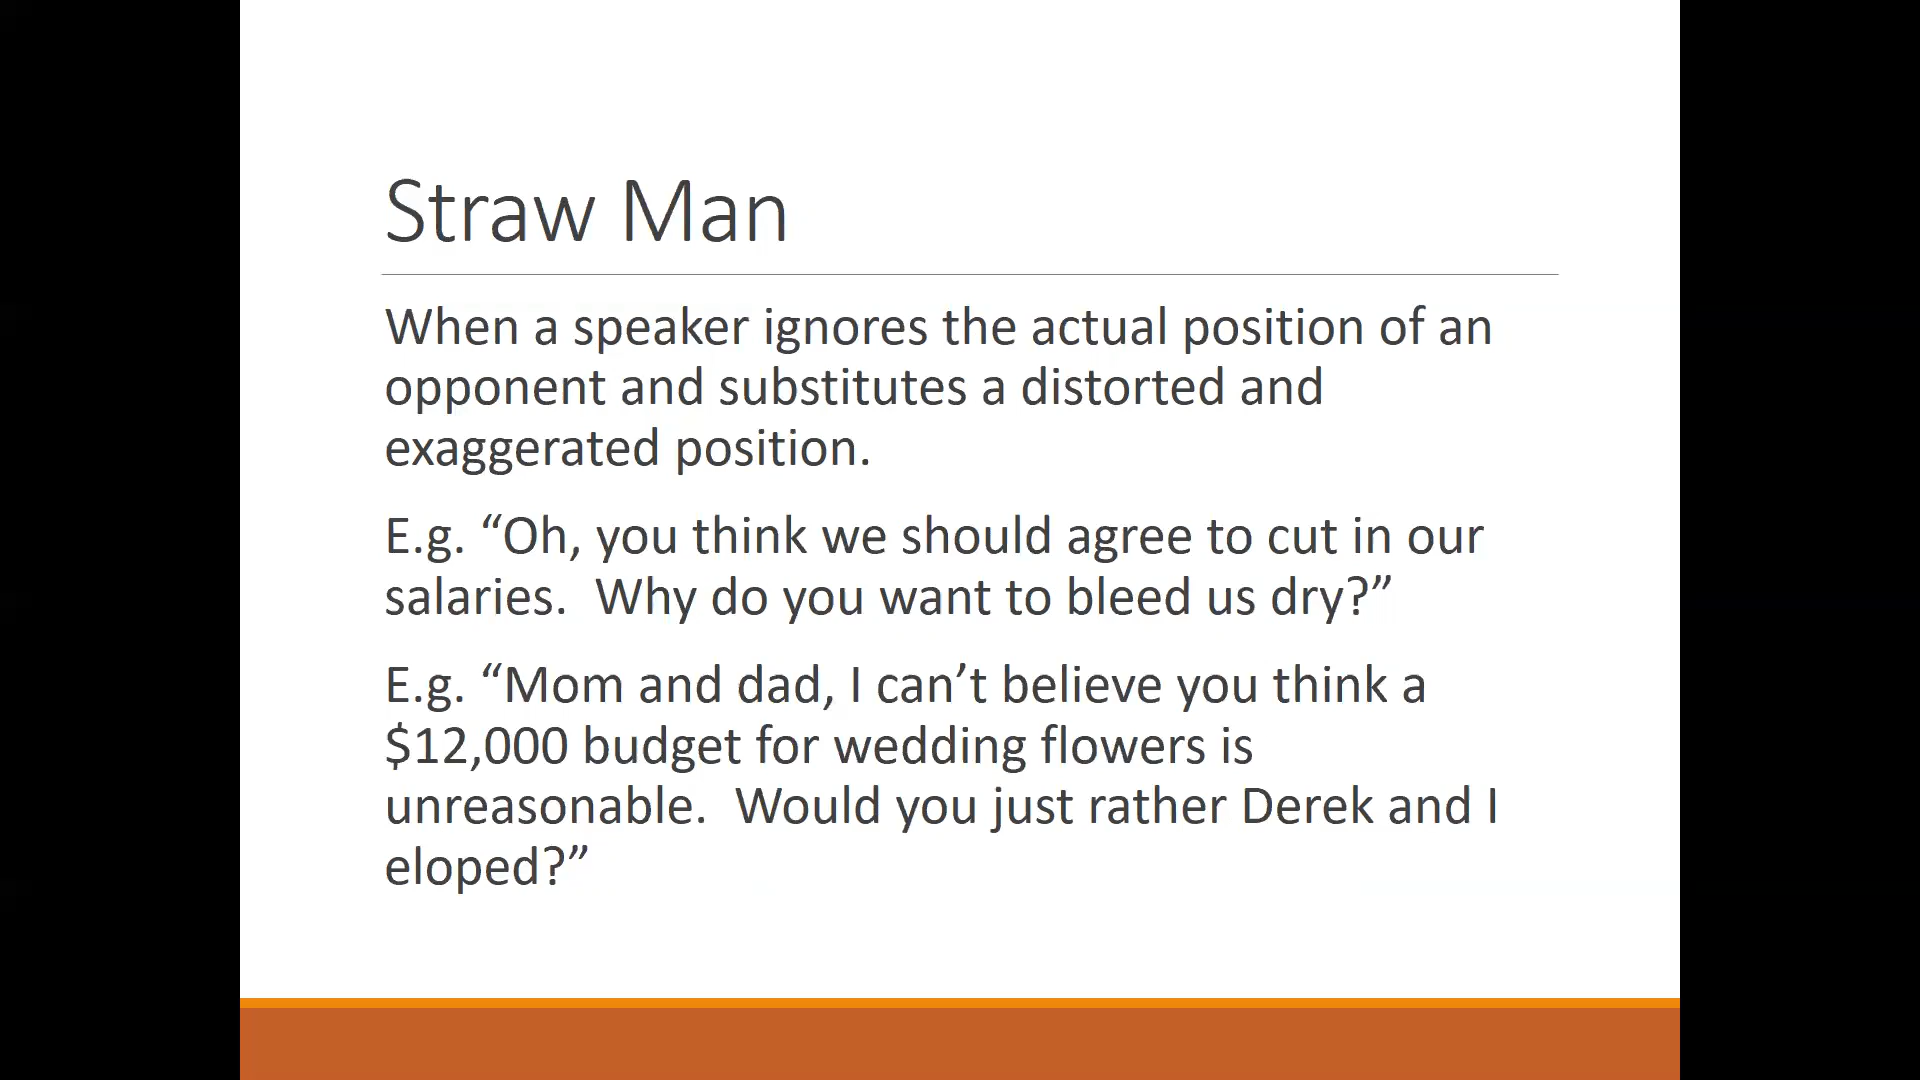 Straw Man
When a speaker ignores the actual position of an
opponent and substitutes a distorted and
exaggerated position.
E.g. “Oh, you think we should agree to cut in our
salaries.  Why do you want to bleed us dry?”
E.g. “Mom and dad, I can’t believe you think a
$12,000 budget for wedding flowers is
unreasonable.  Would you just rather Derek and I
eloped?”